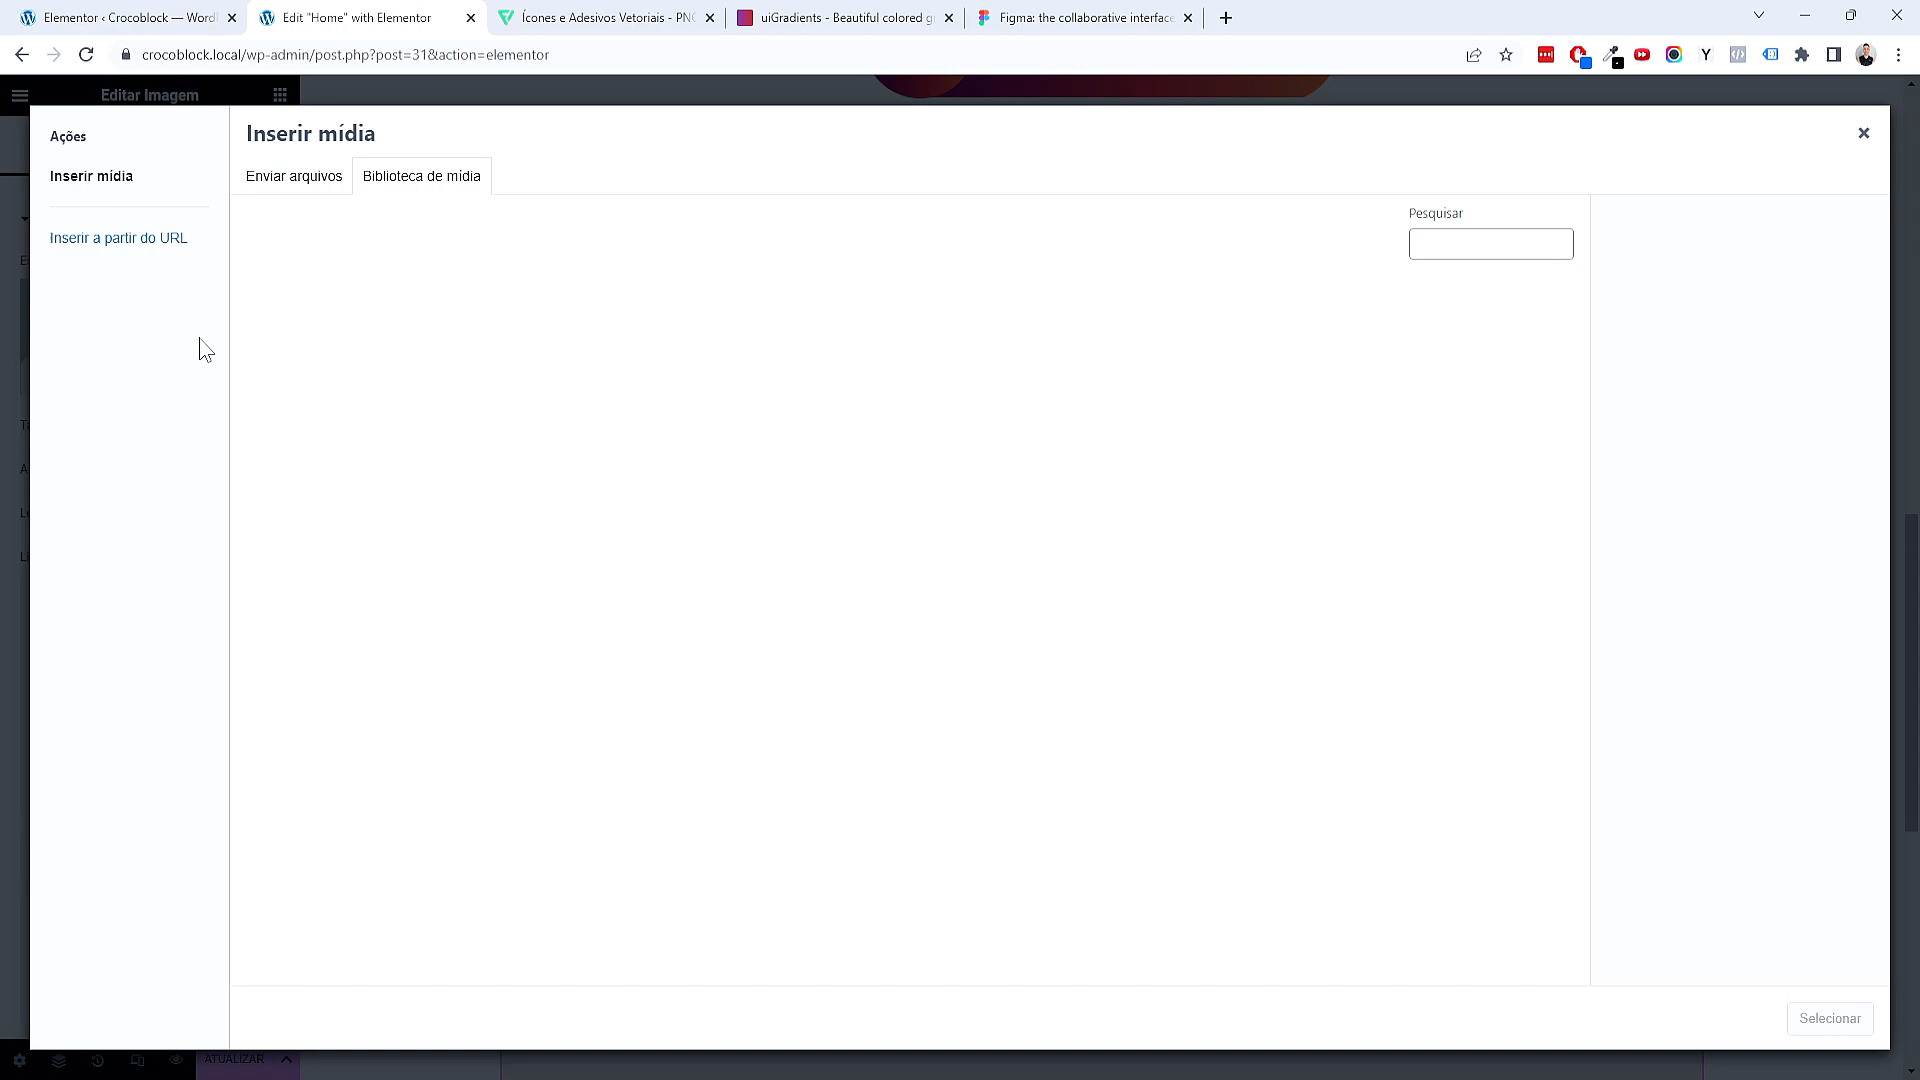 Elementor ‹ Crocoblock — Word
Edit "Home" with Elementor
Ícones e Adesivos Vetoriais - PNG
uiGradients - Beautiful colored g
Figma: the collaborative interface
crocoblock.local/wp-admin/post.php?post=31&action=elementor
Editar Imagem
Ações
Inserir mídia
Inserir a partir do URL
Inserir mídia
Enviar arquivos
Biblioteca de mídia
Pesquisar
Selecionar
ATUALIZAR